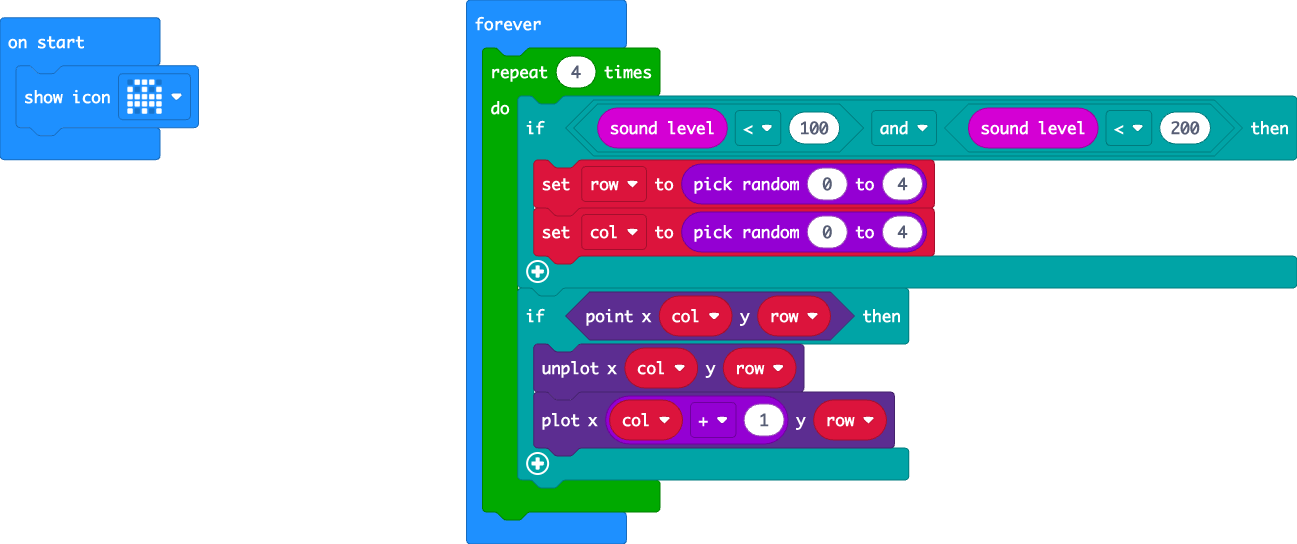 on start
show icon
forever
repeat 4 times
do
if sound level < 100 and sound level < 200 then
set row to pick random 0 to 4
set col to pick random 0 to 4
if point x col y row then
unplot x col y row
plot x col + 1 y row